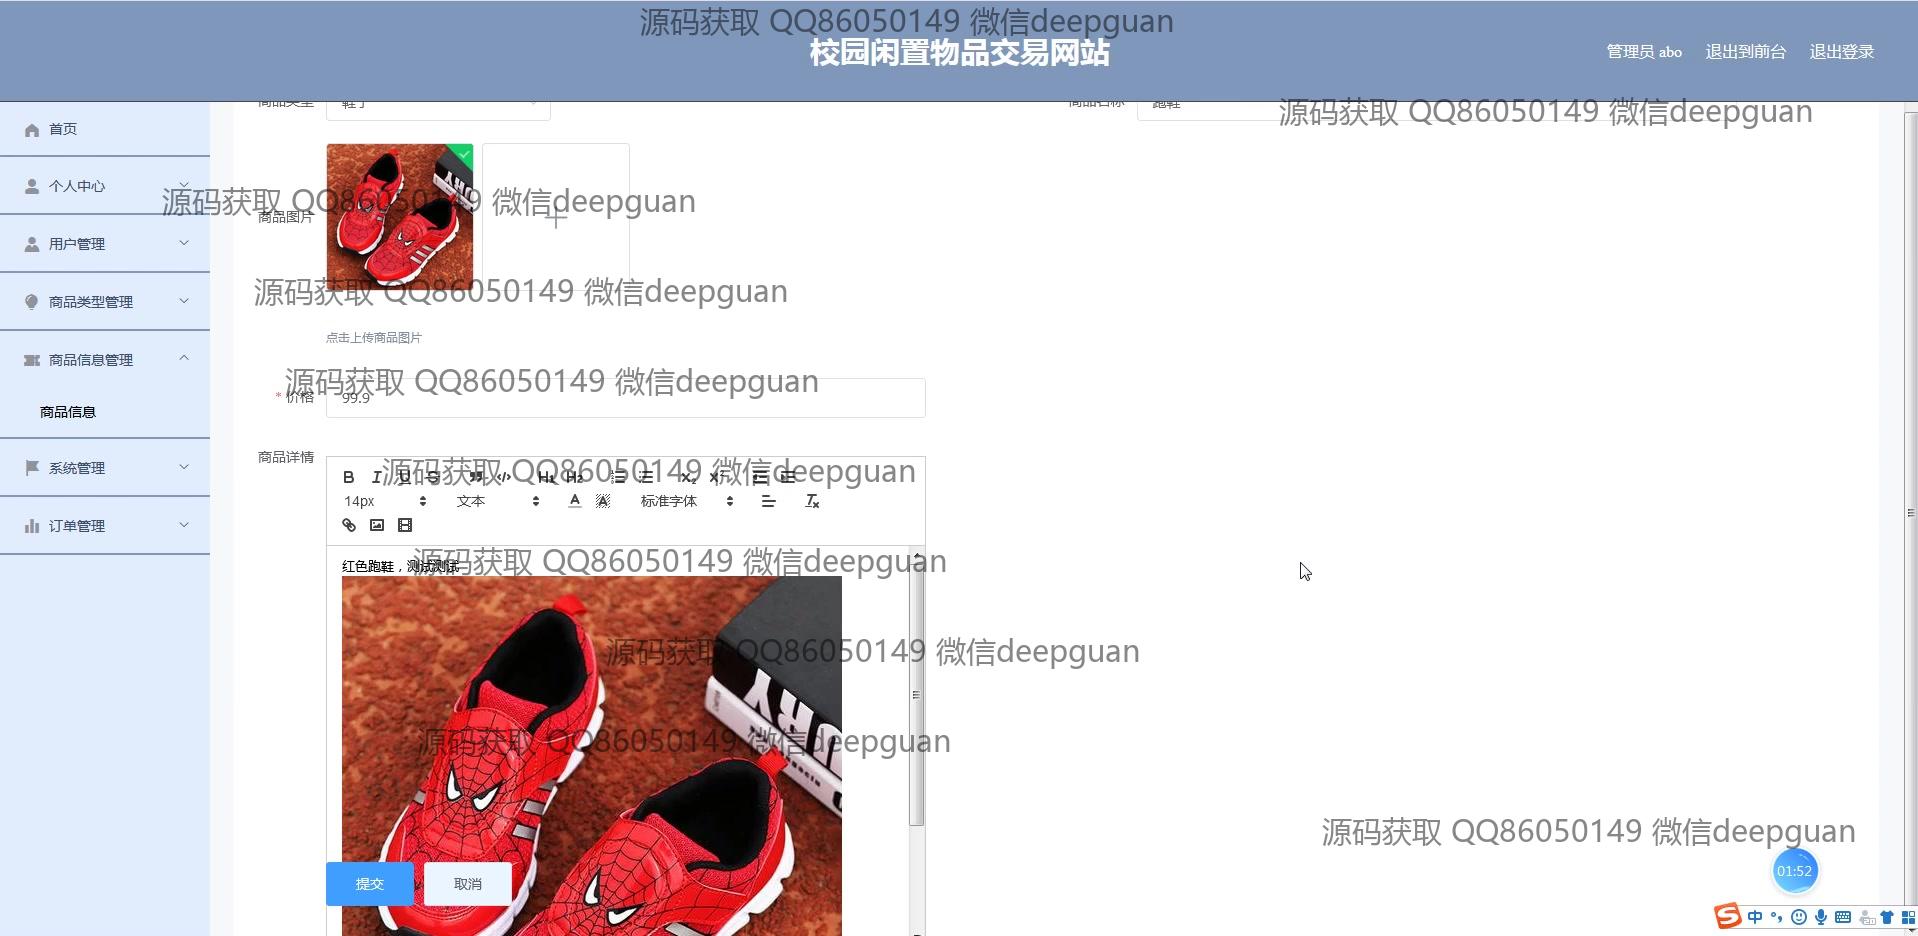 源码获取 QQ86050149 微信deepguan
校园闲置物品交易网站
管理员 abo 退出到前台 退出登录
商品类型 鞋子 商品名称 跑鞋
源码获取 QQ86050149 微信deepguan
首页
个人中心
源码获取 QQ86050149 微信deepguan
商品图片
用户管理
源码获取 QQ86050149 微信deepguan
商品类型管理
点击上传商品图片
商品信息管理
源码获取 QQ86050149 微信deepguan
* 价格 99.9
商品信息
商品详情
系统管理
源码获取 QQ86050149 微信deepguan
B I U S H1 H2 X2 X2
14px 文本 A A 标准字体 Tx
订单管理
源码获取 QQ86050149 微信deepguan
红色跑鞋，测试测试
源码获取 QQ86050149 微信deepguan
URY
源码获取 QQ86050149 微信deepguan
源码获取 QQ86050149 微信deepguan
01:52
提交 取消
S 中